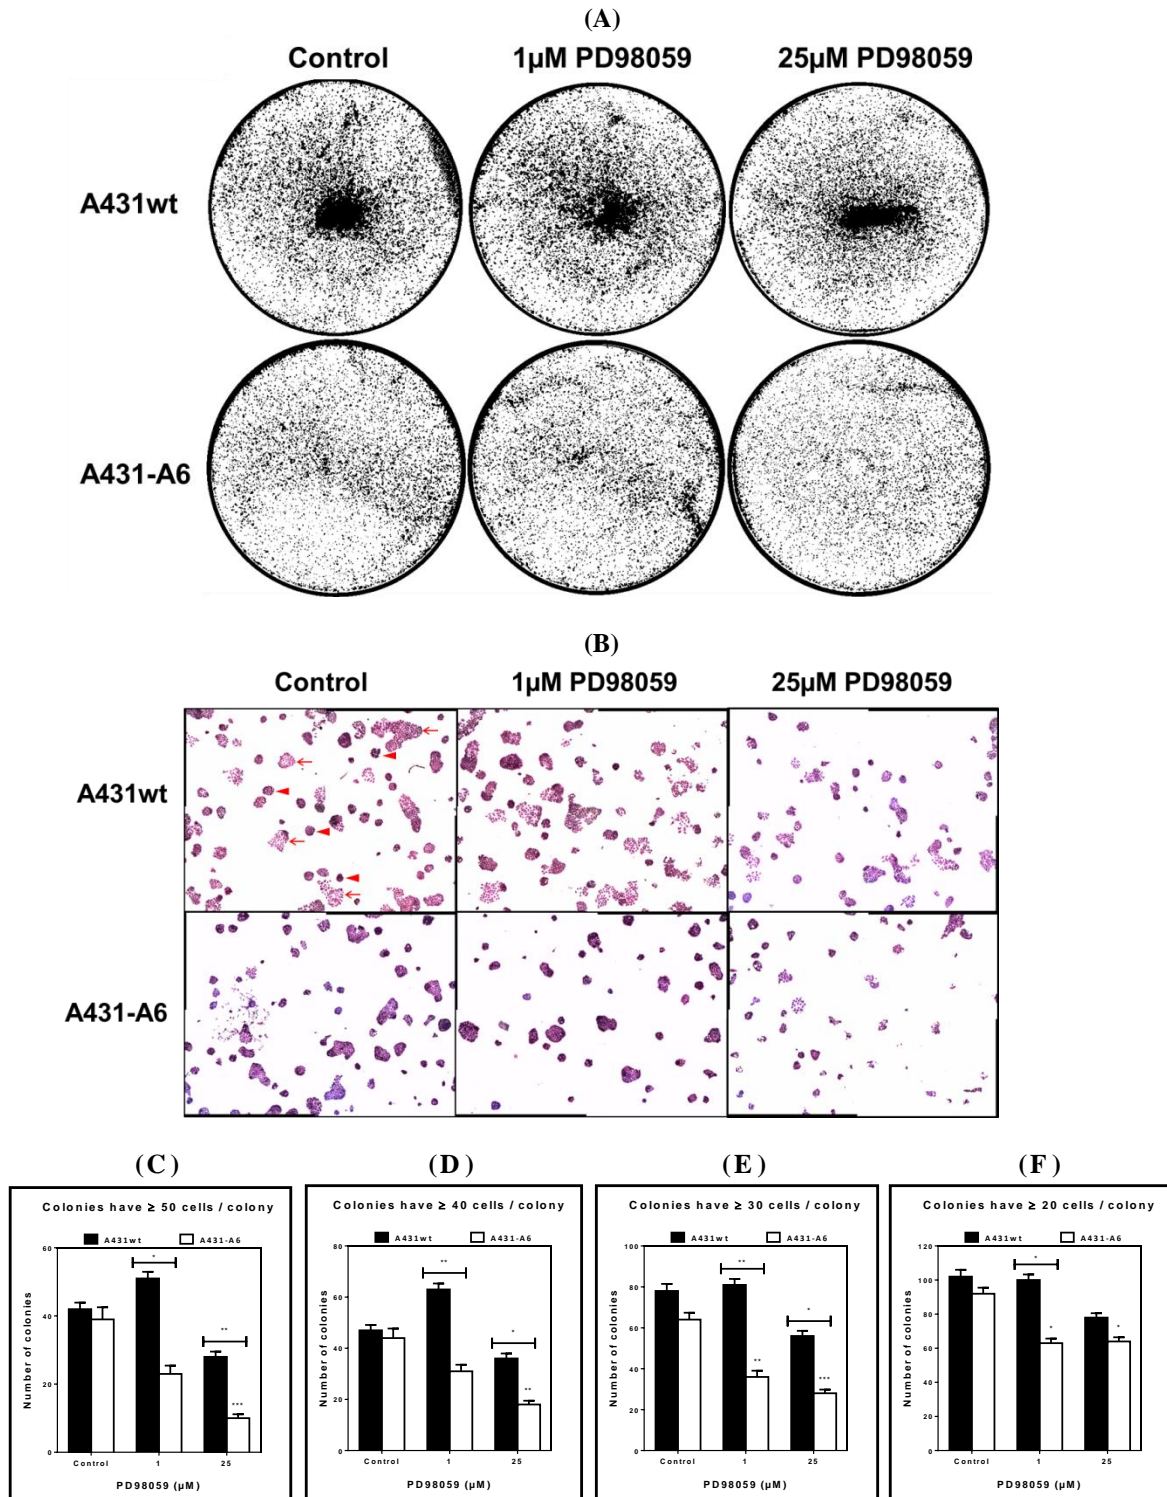 (A)
Control 1µM PD98059 25µM PD98059
A431wt
A431-A6
(B)
Control 1µM PD98059 25µM PD98059
A431wt
A431-A6
(C) (D) (E) (F)
Colonies have ≥ 50 cells / colony
A431wt A431-A6
Number of colonies
60
40
20
0
* ** ***
Control 1 25
PD98059 (µM)
Colonies have ≥ 40 cells / colony
A431wt A431-A6
Number of colonies
80
60
40
20
0
** * **
Control 1 25
PD98059 (µM)
Colonies have ≥ 30 cells / colony
A431wt A431-A6
Number of colonies
100
80
60
40
20
0
** ** * ***
Control 1 25
PD98059 (µM)
Colonies have ≥ 20 cells / colony
A431wt A431-A6
Number of colonies
120
100
80
60
40
20
0
* * *
Control 1 25
PD98059 (µM)